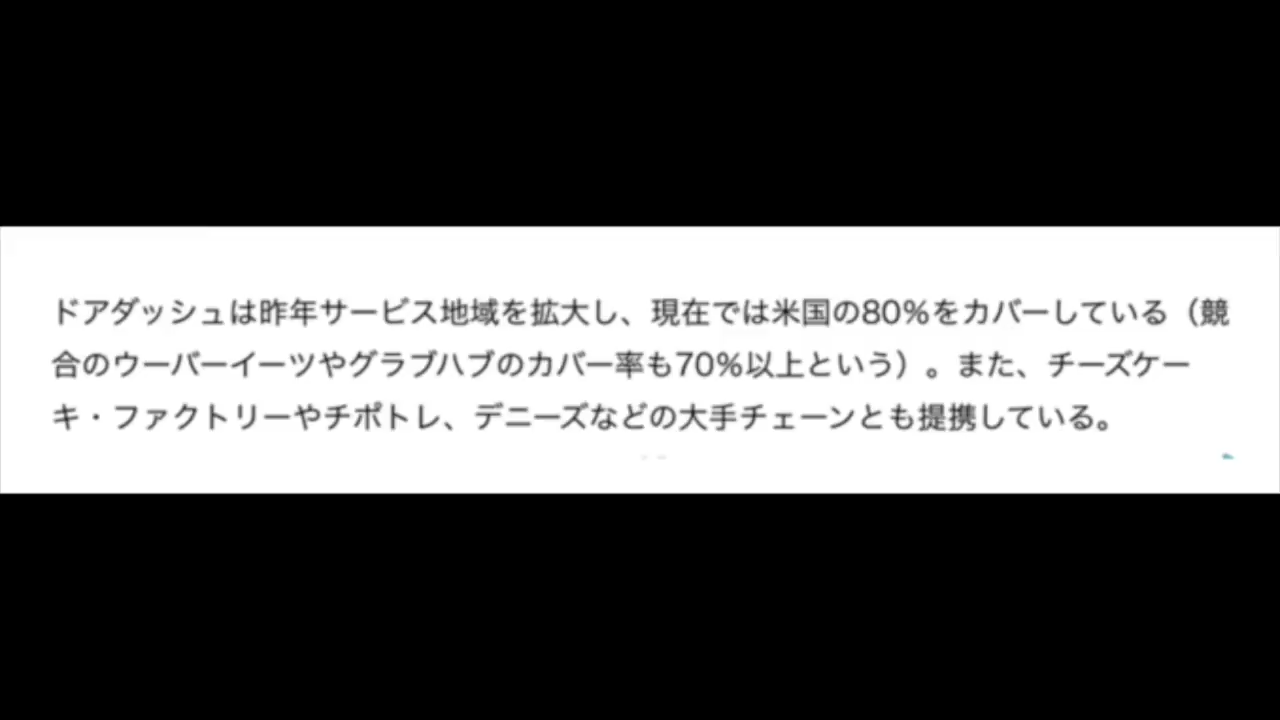 ドアダッシュは昨年サービス地域を拡大し、現在では米国の80%をカバーしている（競
合のウーバーイーツやグラブハブのカバー率も70%以上という）。また、チーズケー
キ・ファクトリーやチポトレ、デニーズなどの大手チェーンとも提携している。